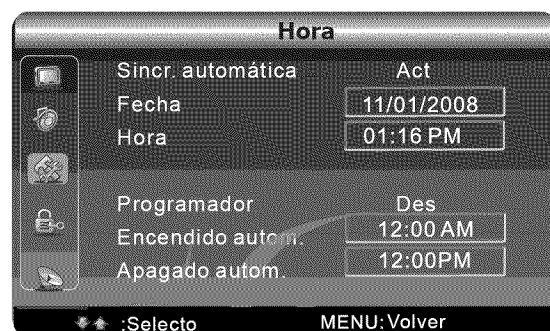 Hora
Sincr. automática Act
Fecha 11/01/2008
Hora 01:16 PM
Programador Des
Encendido autom. 12:00 AM
Apagado autom. 12:00PM
:Selecto MENU: Volver